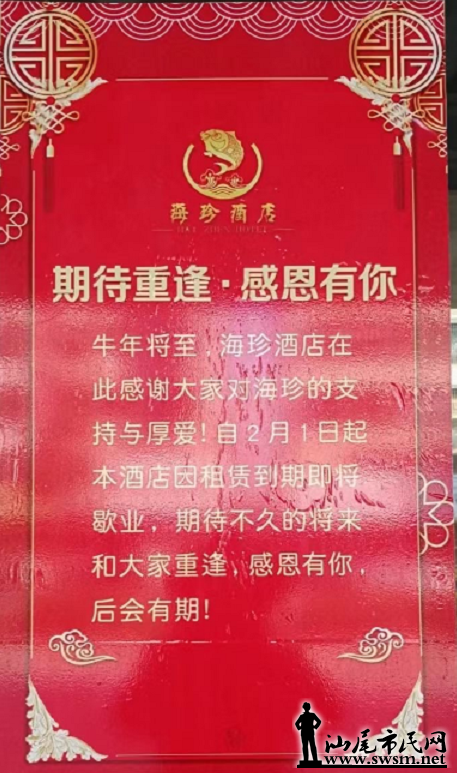 海珍酒店
HAI ZHEN HOTEL
期待重逢·感恩有你
牛年将至，海珍酒店在
此感谢大家对海珍的支
持与厚爱！自2月1日起
本酒店因租赁到期即将
歇业，期待不久的将来
和大家重逢，感恩有你，
后会有期！
汕尾市民网
www.swsm.net